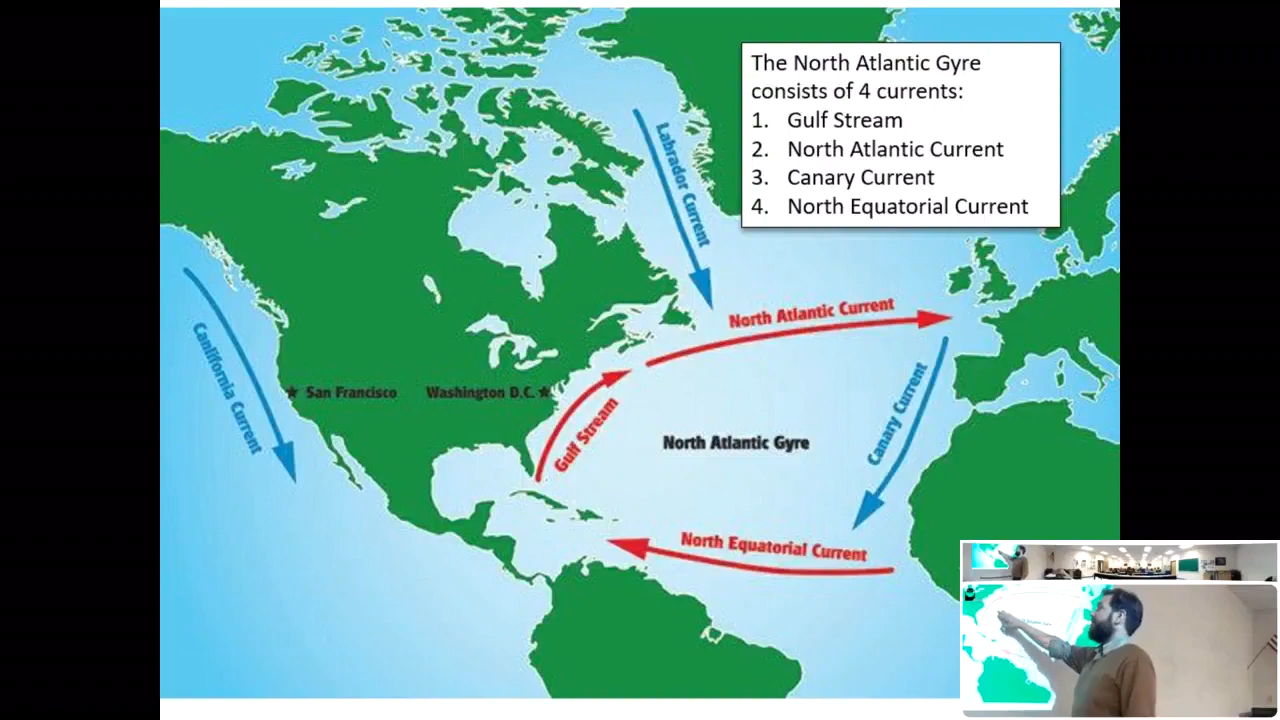 The North Atlantic Gyre
consists of 4 currents:
1. Gulf Stream
2. North Atlantic Current
3. Canary Current
4. North Equatorial Current
Labrador Current
North Atlantic Current
Canlifornia Current
San Francisco
Washington D.C.
Gulf Stream
Canary Current
North Atlantic Gyre
North Equatorial Current